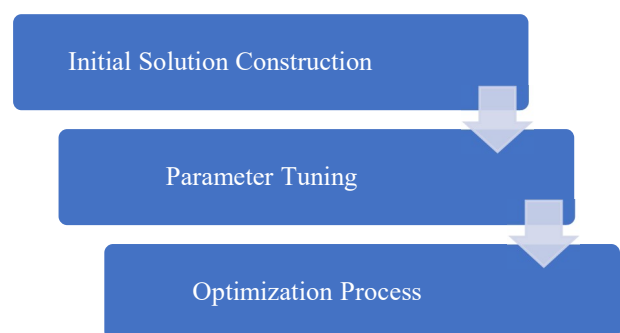 Initial Solution Construction
Parameter Tuning
Optimization Process